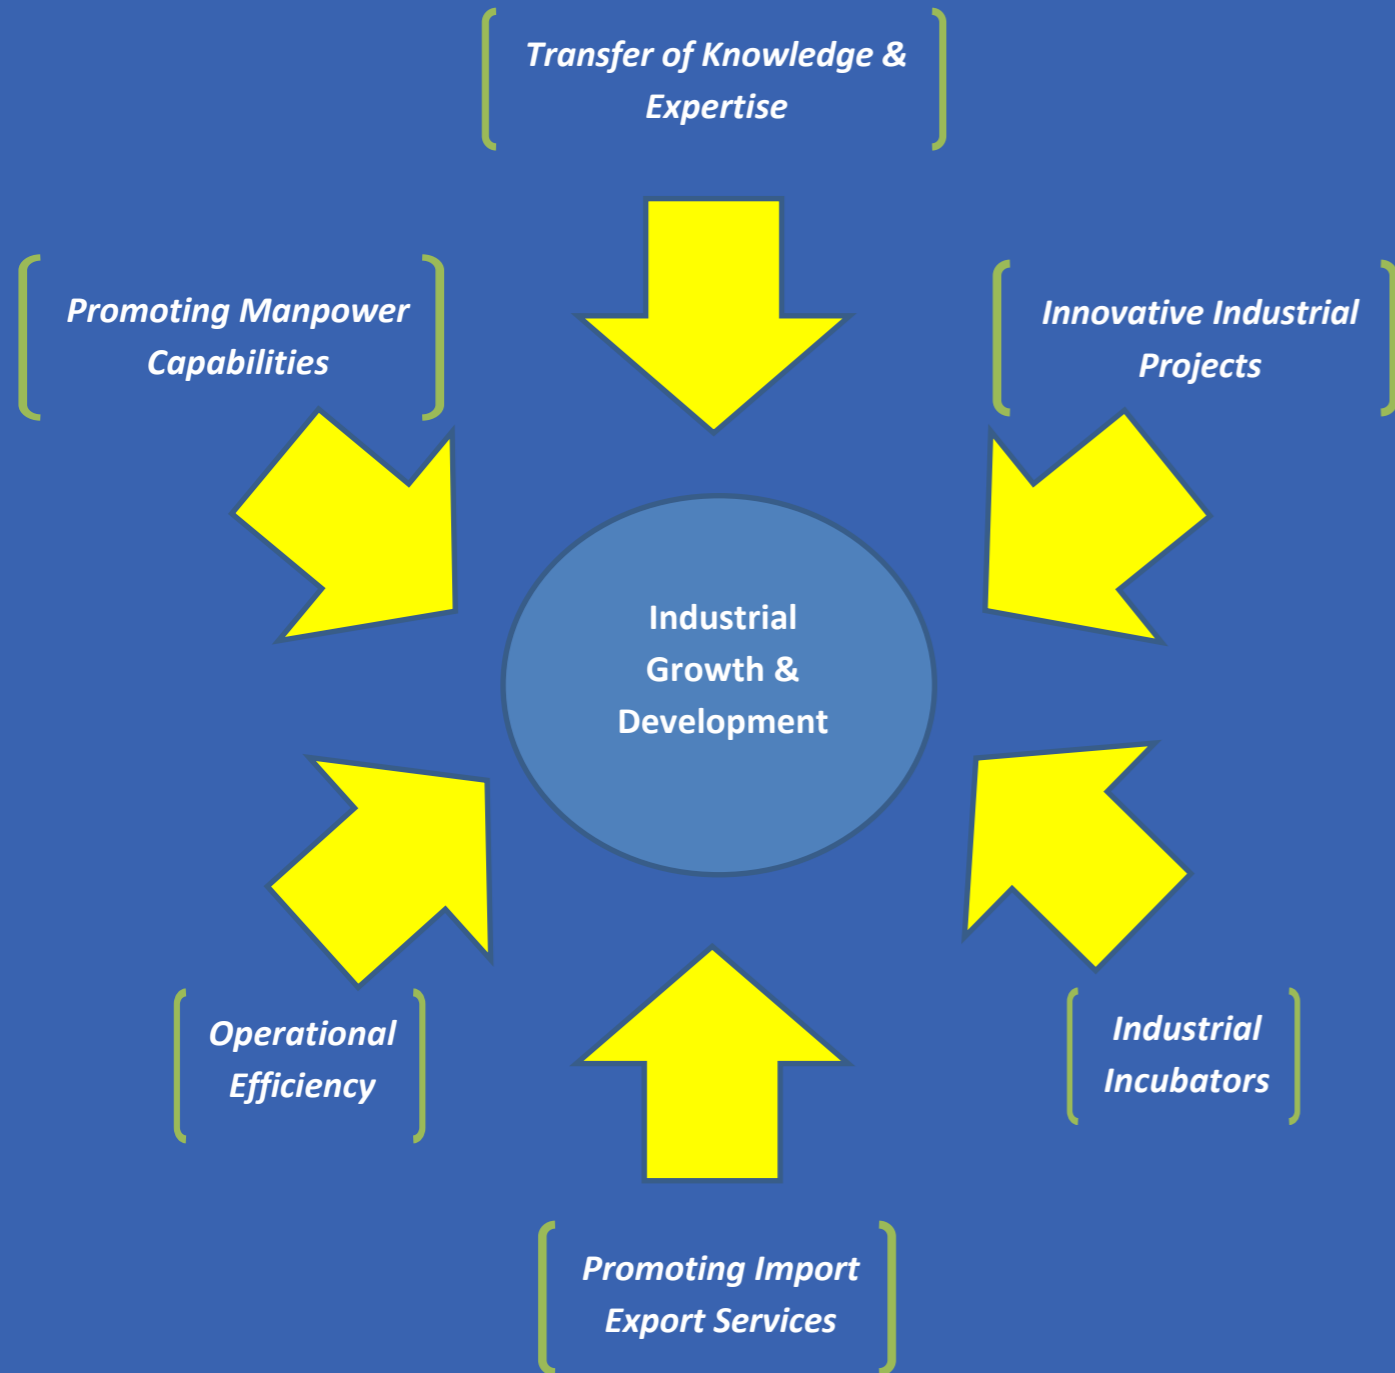 Transfer of Knowledge &
Expertise
Promoting Manpower
Capabilities
Innovative Industrial
Projects
Industrial
Growth &
Development
Operational
Efficiency
Industrial
Incubators
Promoting Import
Export Services